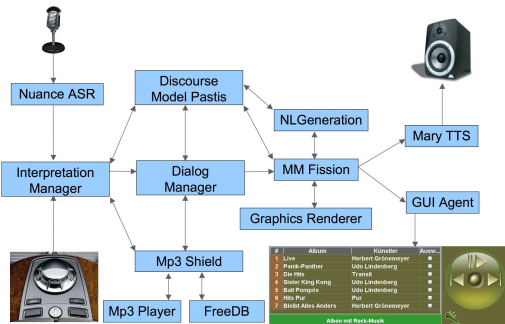 Nuance ASR
Discourse
Model Pastis
NLGeneration
Mary TTS
Interpretation
Manager
Dialog
Manager
MM Fission
GUI Agent
Graphics Renderer
Mp3 Shield
Mp3 Player
FreeDB
# Album Künstler Ausw...
1 Live Herbert Grönemeyer
2 Panik-Panther Udo Lindenberg
3 Die Hits Transit
4 Sister King Kong Udo Lindenberg
5 Ball Pompös Udo Lindenberg
6 Hits Pur Pur
7 Bleibt Alles Anders Herbert Grönemeyer
Alben mit Rock-Musik